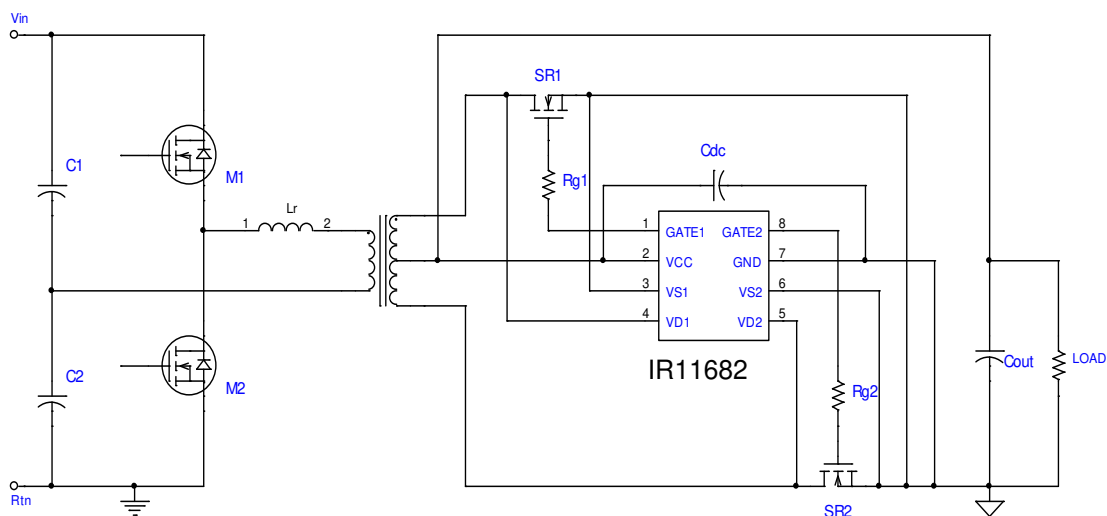 Vin
SR1
C1
M1
Cdc
Rg1
1 Lr 2
1 GATE1 GATE2 8
2 VCC GND 7
3 VS1 VS2 6
4 VD1 VD2 5
IR11682
C2
M2
Rg2
Cout
LOAD
Rtn
SR2